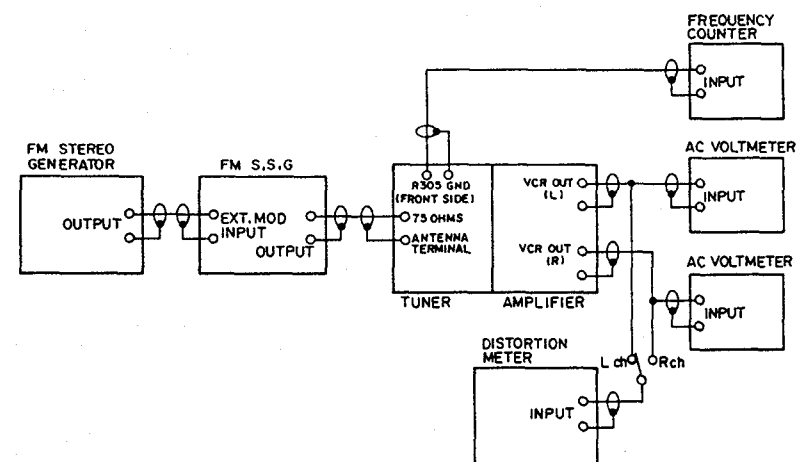 FREQUENCY
COUNTER
INPUT
FM STEREO
GENERATOR
OUTPUT
FM S.S.G
EXT. MOD
INPUT
OUTPUT
R305 GND
(FRONT SIDE)
75 OHMS
ANTENNA
TERMINAL
TUNER
VCR OUT
(L)
VCR OUT
(R)
AMPLIFIER
AC VOLTMETER
INPUT
AC VOLTMETER
INPUT
DISTORTION
METER
L ch
Rch
INPUT